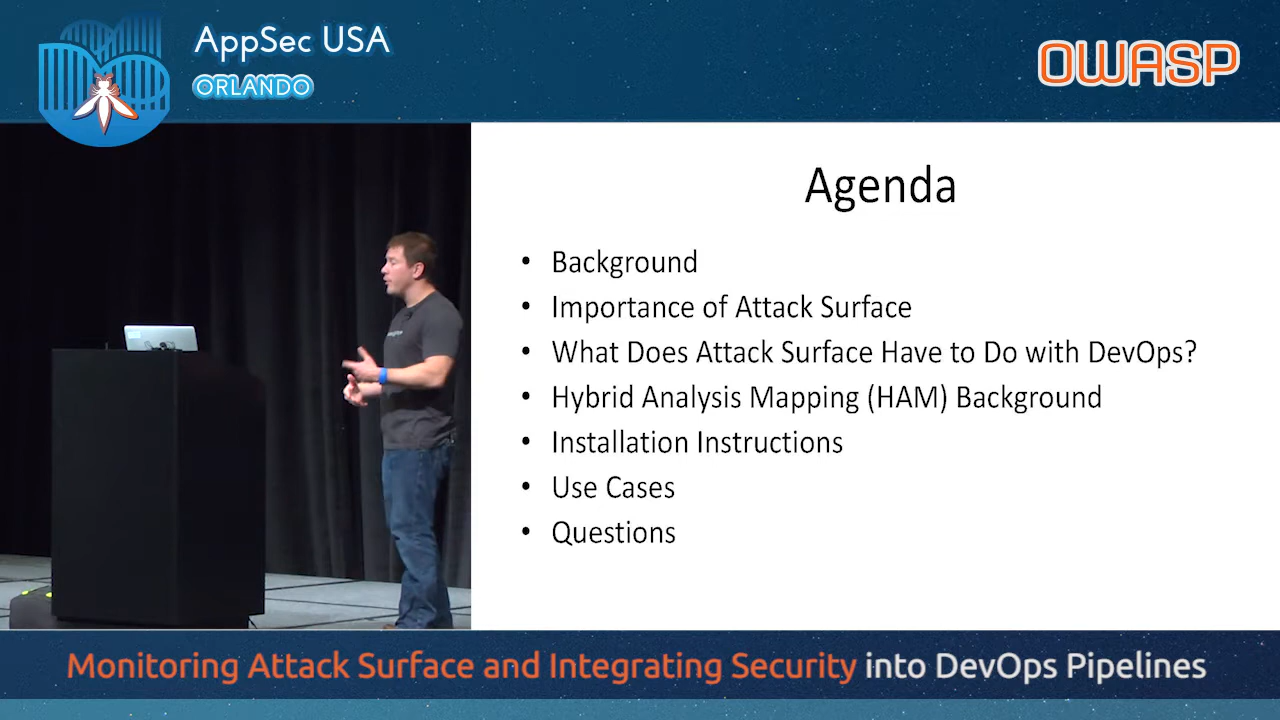 AppSec USA
ORLANDO
OWASP
Agenda
• Background
• Importance of Attack Surface
• What Does Attack Surface Have to Do with DevOps?
• Hybrid Analysis Mapping (HAM) Background
• Installation Instructions
• Use Cases
• Questions
Monitoring Attack Surface and Integrating Security into DevOps Pipelines